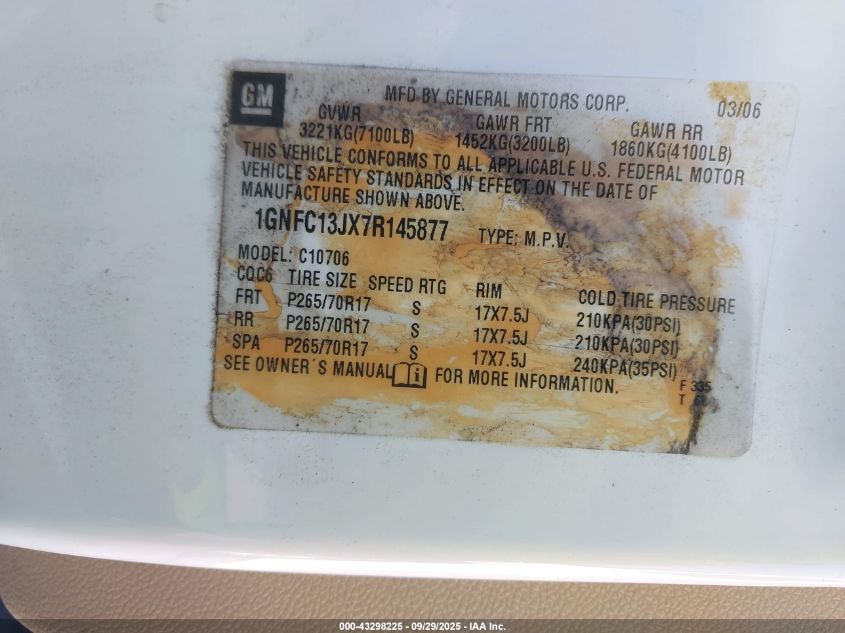 GM
MFD BY GENERAL MOTORS CORP. 03/06
GVWR GAWR FRT GAWR RR
3221KG(7100LB) 1452KG(3200LB) 1860KG(4100LB)
THIS VEHICLE CONFORMS TO ALL APPLICABLE U.S. FEDERAL MOTOR
VEHICLE SAFETY STANDARDS IN EFFECT ON THE DATE OF
MANUFACTURE SHOWN ABOVE.
1GNFC13JX7R145877 TYPE: M.P.V.
MODEL: C10706
CQC6 TIRE SIZE SPEED RTG RIM COLD TIRE PRESSURE
FRT P265/70R17 S 17X7.5J 210KPA(30PSI)
RR P265/70R17 S 17X7.5J 210KPA(30PSI)
SPA P265/70R17 S 17X7.5J 240KPA(35PSI)
SEE OWNER'S MANUAL i FOR MORE INFORMATION.
F 335
T
000-43298225 - 09/29/2025 - IAA Inc.